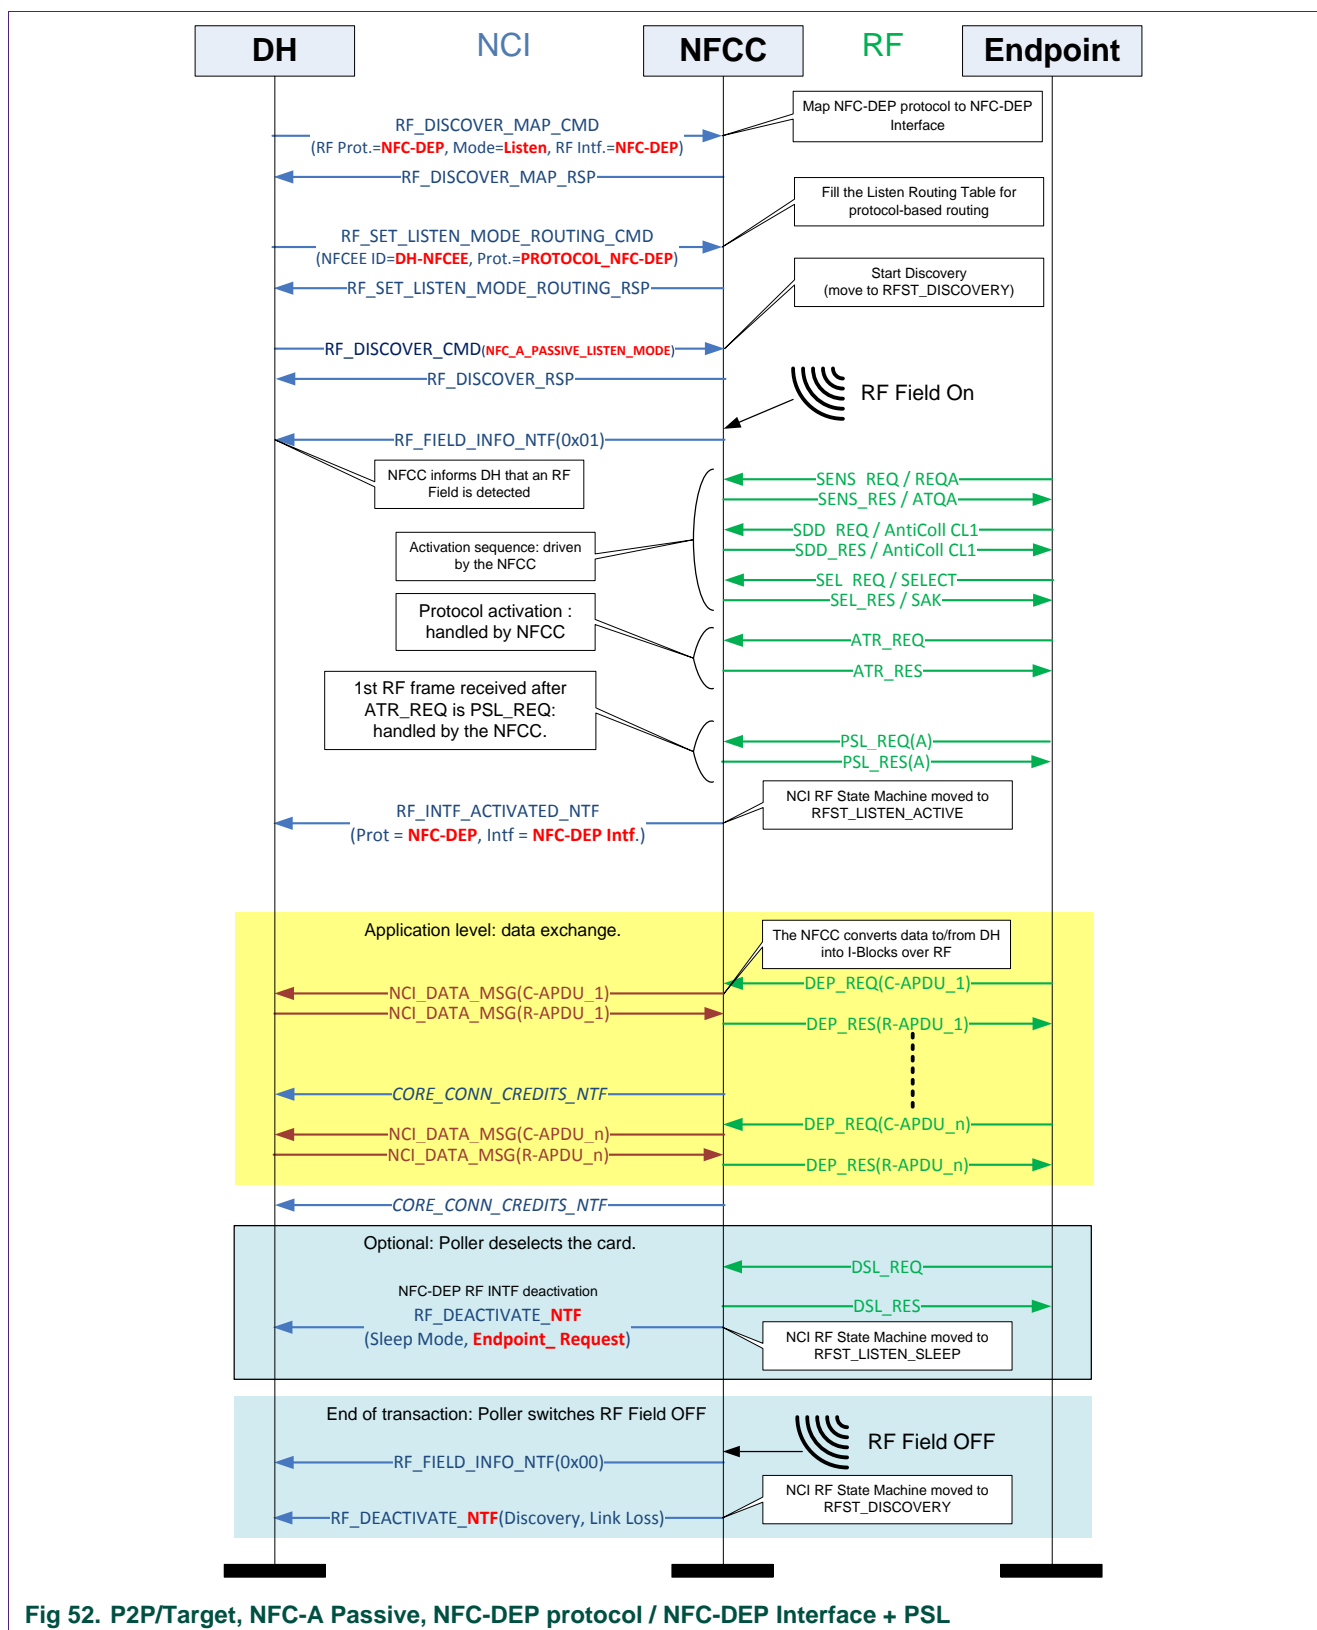 DH
NCI
NFCC
RF
Endpoint
Map NFC-DEP protocol to NFC-DEP
Interface
RF_DISCOVER_MAP_CMD
(RF Prot.=NFC-DEP, Mode=Listen, RF Intf.=NFC-DEP)
RF_DISCOVER_MAP_RSP
Fill the Listen Routing Table for
protocol-based routing
RF_SET_LISTEN_MODE_ROUTING_CMD
(NFCEE ID=DH-NFCEE, Prot.=PROTOCOL_NFC-DEP)
RF_SET_LISTEN_MODE_ROUTING_RSP
Start Discovery
(move to RFST_DISCOVERY)
RF_DISCOVER_CMD(NFC_A_PASSIVE_LISTEN_MODE)
RF_DISCOVER_RSP
RF Field On
RF_FIELD_INFO_NTF(0x01)
NFCC informs DH that an RF
Field is detected
SENS_REQ / REQA
SENS_RES / ATQA
SDD_REQ / AntiColl CL1
SDD_RES / AntiColl CL1
Activation sequence: driven
by the NFCC
SEL_REQ / SELECT
SEL_RES / SAK
Protocol activation :
handled by NFCC
ATR_REQ
ATR_RES
1st RF frame received after
ATR_REQ is PSL_REQ:
handled by the NFCC.
PSL_REQ(A)
PSL_RES(A)
NCI RF State Machine moved to
RFST_LISTEN_ACTIVE
RF_INTF_ACTIVATED_NTF
(Prot = NFC-DEP, Intf = NFC-DEP Intf.)
Application level: data exchange.
The NFCC converts data to/from DH
into I-Blocks over RF
DEP_REQ(C-APDU_1)
NCI_DATA_MSG(C-APDU_1)
NCI_DATA_MSG(R-APDU_1)
DEP_RES(R-APDU_1)
CORE_CONN_CREDITS_NTF
DEP_REQ(C-APDU_n)
NCI_DATA_MSG(C-APDU_n)
NCI_DATA_MSG(R-APDU_n)
DEP_RES(R-APDU_n)
CORE_CONN_CREDITS_NTF
Optional: Poller deselects the card.
DSL_REQ
NFC-DEP RF INTF deactivation
DSL_RES
RF_DEACTIVATE_NTF
(Sleep Mode, Endpoint_ Request)
NCI RF State Machine moved to
RFST_LISTEN_SLEEP
End of transaction: Poller switches RF Field OFF
RF Field OFF
RF_FIELD_INFO_NTF(0x00)
NCI RF State Machine moved to
RFST_DISCOVERY
RF_DEACTIVATE_NTF(Discovery, Link Loss)
Fig 52. P2P/Target, NFC-A Passive, NFC-DEP protocol / NFC-DEP Interface + PSL